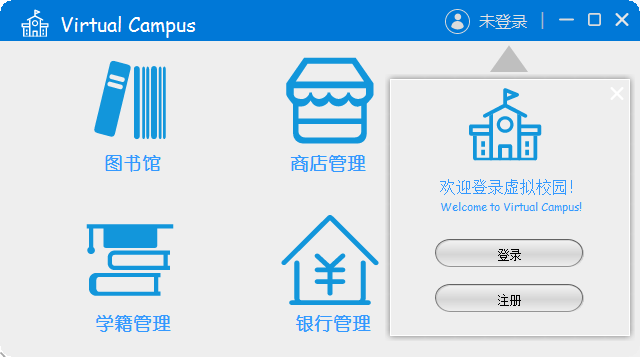 Virtual Campus
未登录
图书馆
商店管理
欢迎登录虚拟校园！
Welcome to Virtual Campus!
登录
注册
学籍管理
银行管理